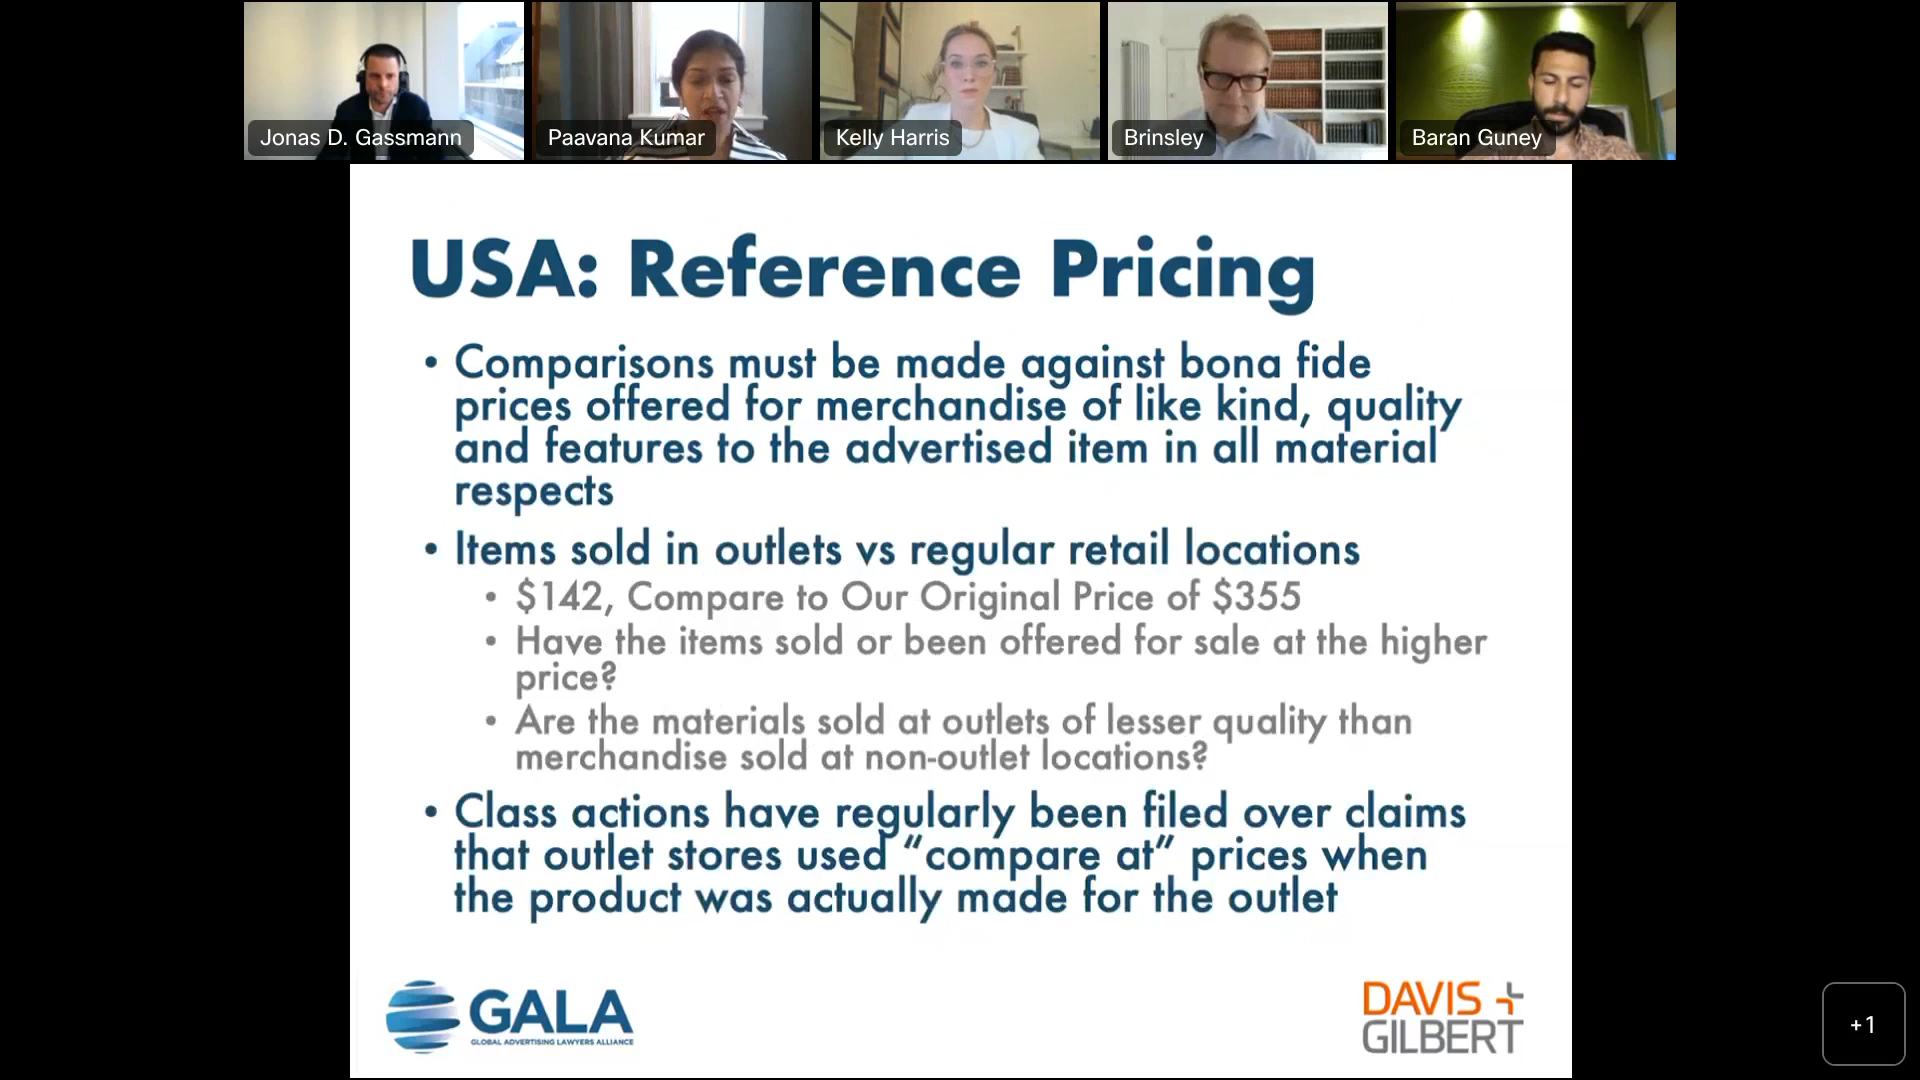 Jonas D. Gassmann
Paavana Kumar
Kelly Harris
Brinsley
Baran Guney
USA: Reference Pricing
• Comparisons must be made against bona fide
prices offered for merchandise of like kind, quality
and features to the advertised item in all material
respects
• Items sold in outlets vs regular retail locations
• $142, Compare to Our Original Price of $355
• Have the items sold or been offered for sale at the higher
price?
• Are the materials sold at outlets of lesser quality than
merchandise sold at non-outlet locations?
• Class actions have regularly been filed over claims
that outlet stores used “compare at” prices when
the product was actually made for the outlet
GALA
GLOBAL ADVERTISING LAWYERS ALLIANCE
DAVIS+
GILBERT
+1